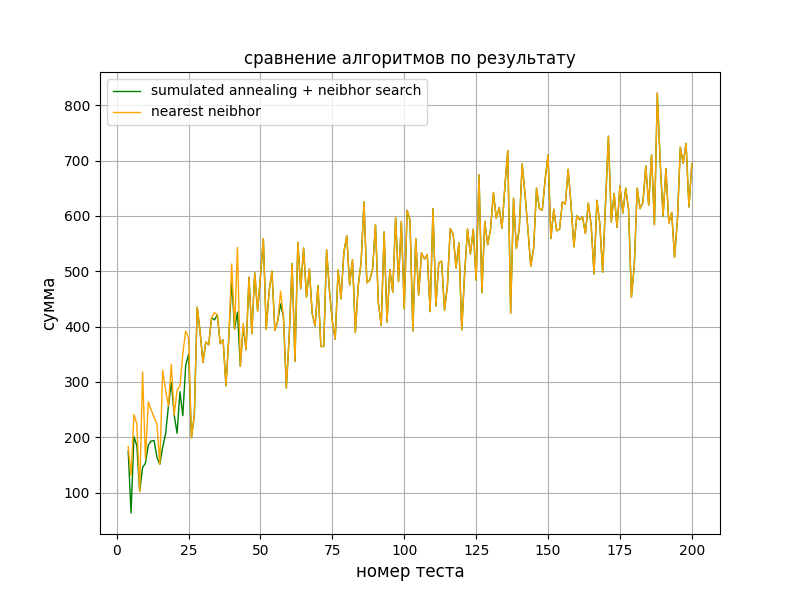 сравнение алгоритмов по результату
sumulated annealing + neibhor search
nearest neibhor
800
700
600
500
400
300
200
100
сумма
0 25 50 75 100 125 150 175 200
номер теста